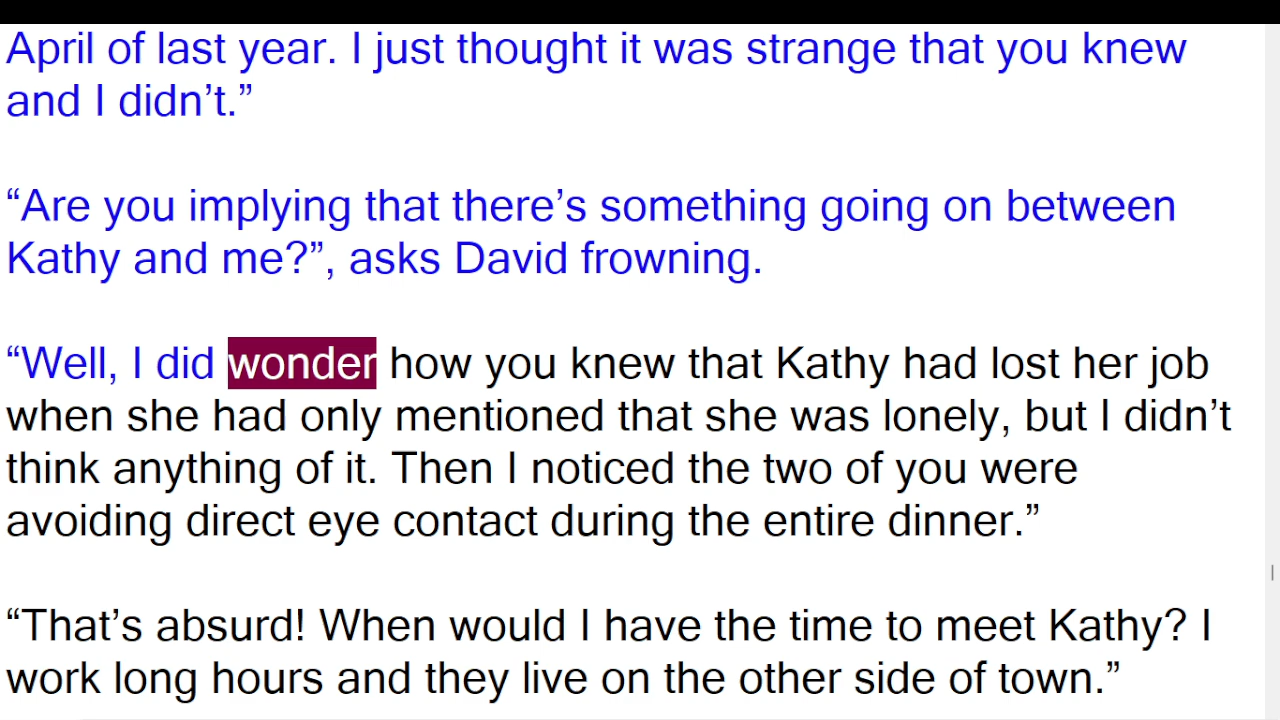 April of last year. I just thought it was strange that you knew
and I didn’t.”
“Are you implying that there’s something going on between
Kathy and me?”, asks David frowning.
“Well, I did wonder how you knew that Kathy had lost her job
when she had only mentioned that she was lonely, but I didn’t
think anything of it. Then I noticed the two of you were
avoiding direct eye contact during the entire dinner.”
“That’s absurd! When would I have the time to meet Kathy? I
work long hours and they live on the other side of town.”